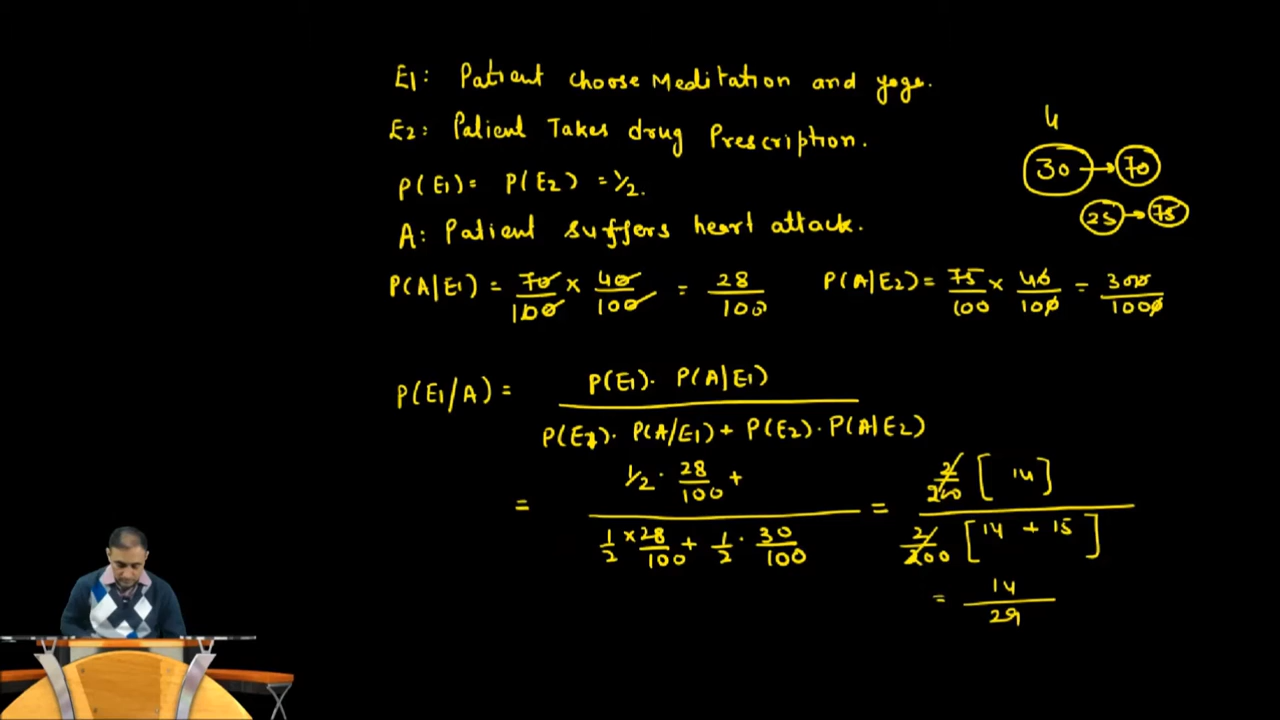 E1: Patient choose Meditation and yoga.
E2: Patient Takes drug Prescription.
P(E1) = P(E2) = 1/2.
A: Patient suffers heart attack.
4
30 → 70
25 → 75
P(A|E1) = 70/100 × 40/100 = 28/100
P(A|E2) = 75/100 × 40/100 = 300/1000
P(E1/A) = P(E1). P(A|E1) / P(E1). P(A/E1) + P(E2). P(A|E2)
= 1/2 . 28/100 + / 1/2 × 28/100 + 1/2 . 30/100 = 2/200 [ 14 ] / 2/200 [ 14 + 15 ]
= 14/29